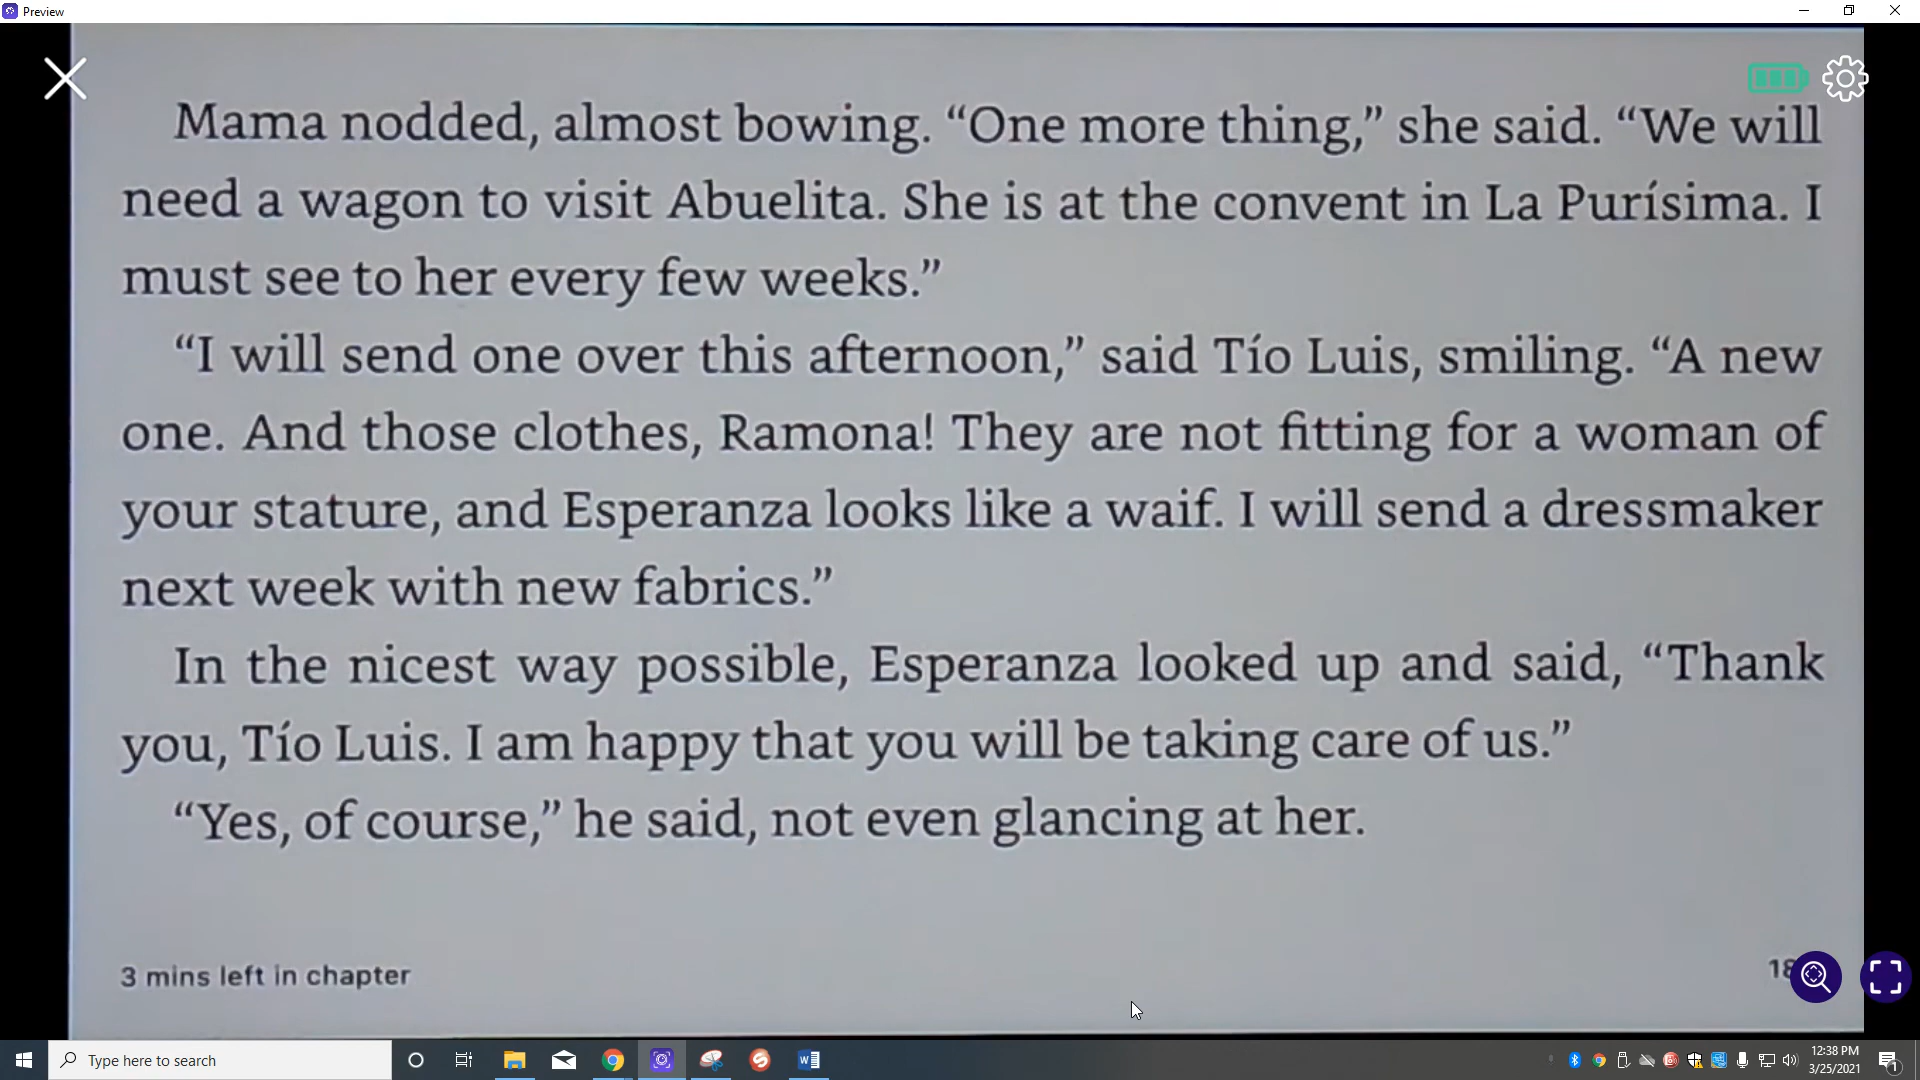 Preview
Mama nodded, almost bowing. “One more thing,” she said. “We will
need a wagon to visit Abuelita. She is at the convent in La Purísima. I
must see to her every few weeks.”
“I will send one over this afternoon,” said Tío Luis, smiling. “A new
one. And those clothes, Ramona! They are not fitting for a woman of
your stature, and Esperanza looks like a waif. I will send a dressmaker
next week with new fabrics.”
In the nicest way possible, Esperanza looked up and said, “Thank
you, Tío Luis. I am happy that you will be taking care of us.”
“Yes, of course,” he said, not even glancing at her.
3 mins left in chapter
Type here to search
12:38 PM
3/25/2021